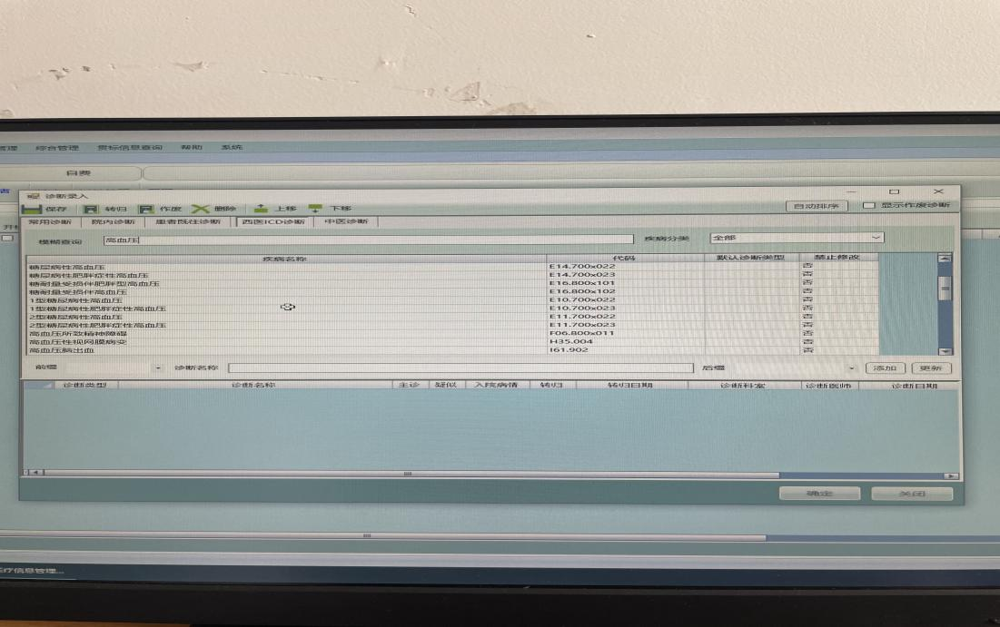 管理 综合管理 贯标信息查询 帮助 系统
自费
诊断录入
保存 转归 作废 删除 上移 下移 自动排序 显示作废诊断
常用诊断 院内诊断 患者既往诊断 西医ICD诊断 中医诊断
模糊查询 高血压 疾病分类 全部
疾病名称 代码 默认诊断类型 禁止修改
糖尿病性高血压 E14.700x022 否
糖尿病性肥胖症性高血压 E14.700x023 否
糖耐量受损伴肥胖型高血压 E16.800x101 否
糖耐量受损伴高血压 E16.800x102 否
1型糖尿病性高血压 E10.700x022 否
1型糖尿病性肥胖症性高血压 E10.700x023 否
2型糖尿病性高血压 E11.700x022 否
2型糖尿病性肥胖症性高血压 E11.700x023 否
高血压所致精神障碍 F06.800x011 否
高血压性视网膜病变 H35.004 否
高血压脑出血 I61.902 否
前缀 诊断名称 后缀 添加 更新
诊断类型 诊断名称 主诊 疑似 入院病情 转归 转归日期 诊断科室 诊断医师 诊断日期
确定 关闭
医疗信息管理...